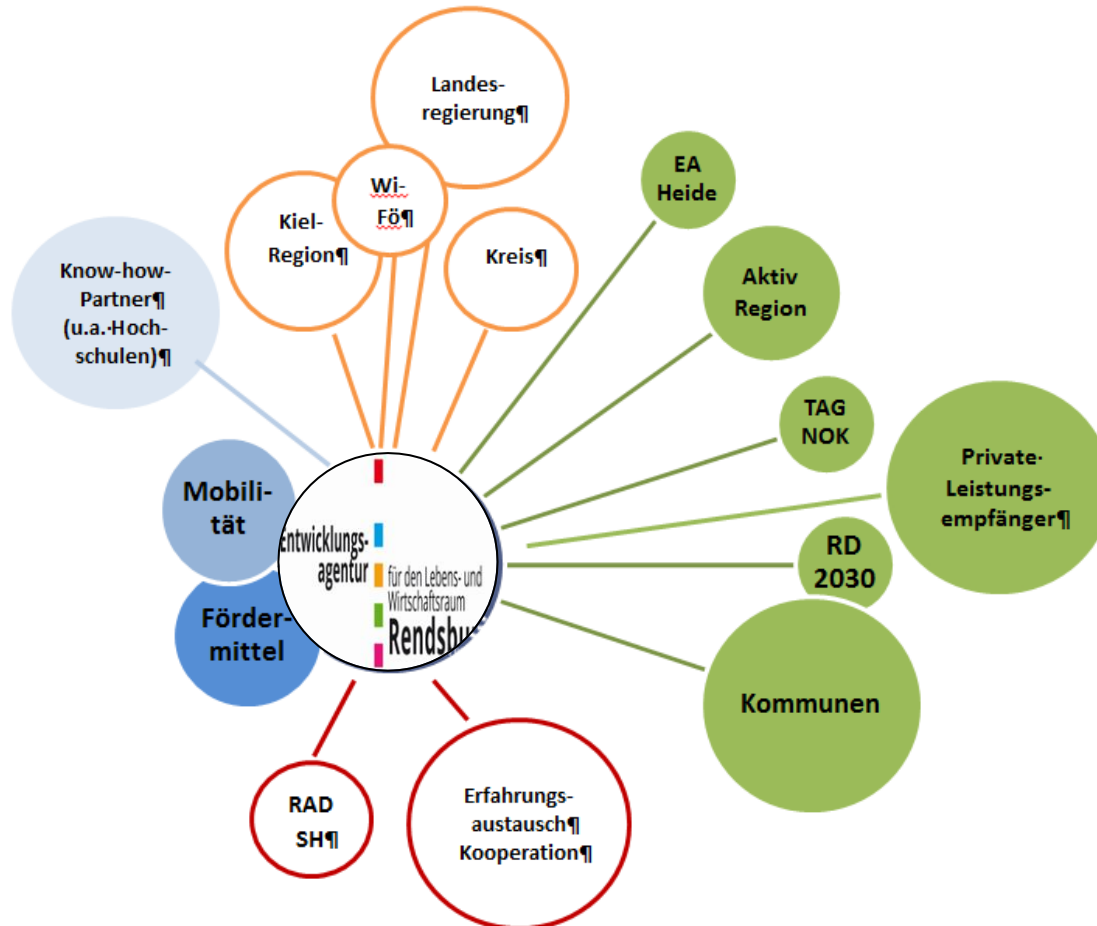 Landes-
regierung¶
Wi-
Fö¶
Kiel-
Region¶
Kreis¶
EA
Heide
Aktiv
Region
Know-how-
Partner¶
(u.a.·Hoch-
schulen)¶
TAG
NOK
Private·
Leistungs-
empfänger¶
Mobili-
tät
Entwicklungs-
agentur
für den Lebens- und
Wirtschaftsraum
Rendsbu
RD
2030
Förder-
mittel
Kommunen
RAD
SH¶
Erfahrungs-
austausch¶
Kooperation¶